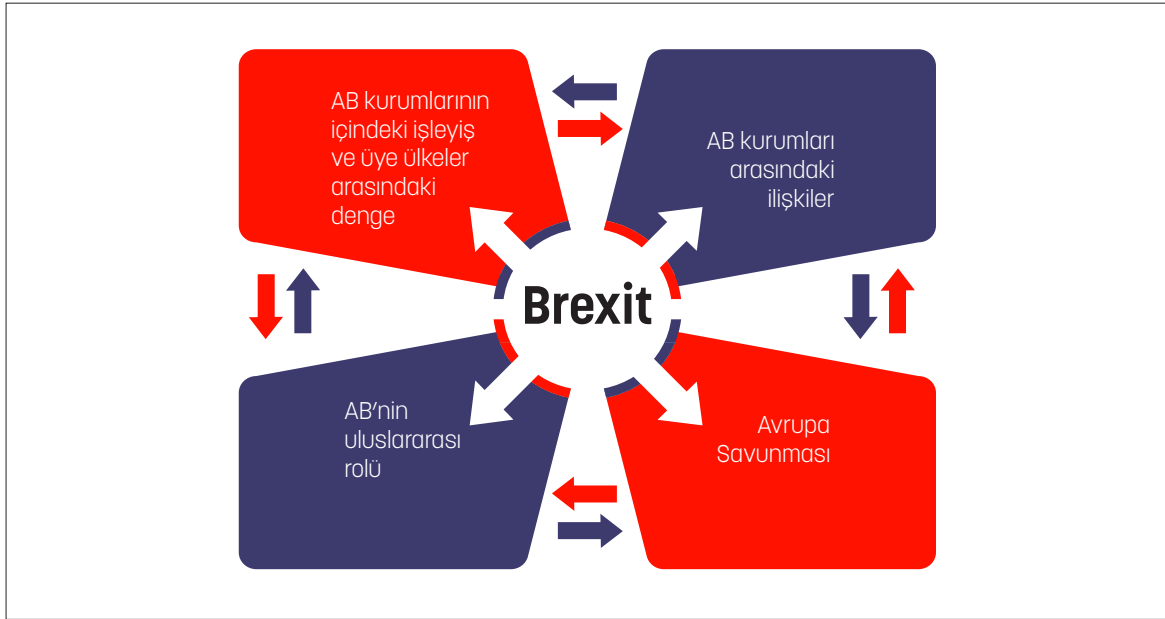 AB kurumlarının
içindeki işleyiş
ve üye ülkeler
arasındaki
denge
AB kurumları
arasındaki
ilişkiler
Brexit
AB'nin
uluslararası
rolü
Avrupa
Savunması